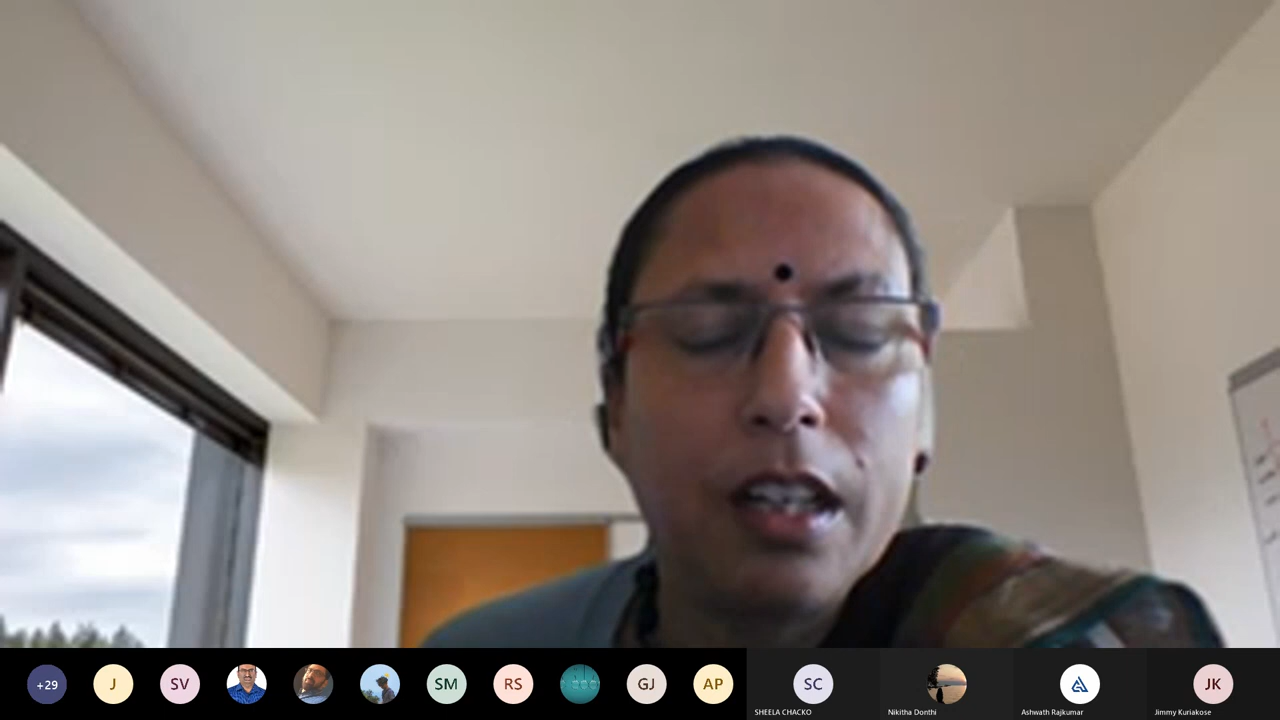 +29
J
SV
SM
RS
GJ
AP
SC
JK
SHEELA CHACKO
Nikitha Donthi
Ashwath Rajkumar
Jimmy Kuriakose